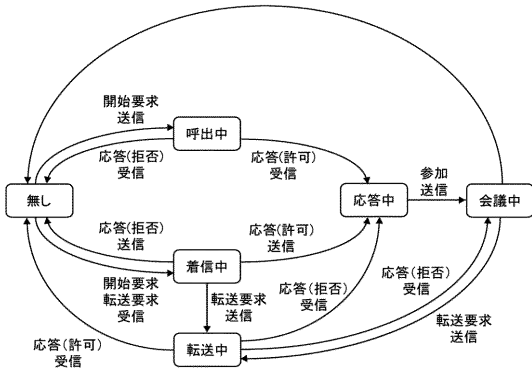 開始要求
送信
呼出中
応答(拒否)
受信
応答(許可)
受信
無し
応答中
参加
送信
会議中
応答(拒否)
送信
応答(許可)
送信
着信中
開始要求
転送要求
受信
転送要求
送信
応答(拒否)
受信
応答(拒否)
受信
転送要求
送信
応答(許可)
受信
転送中